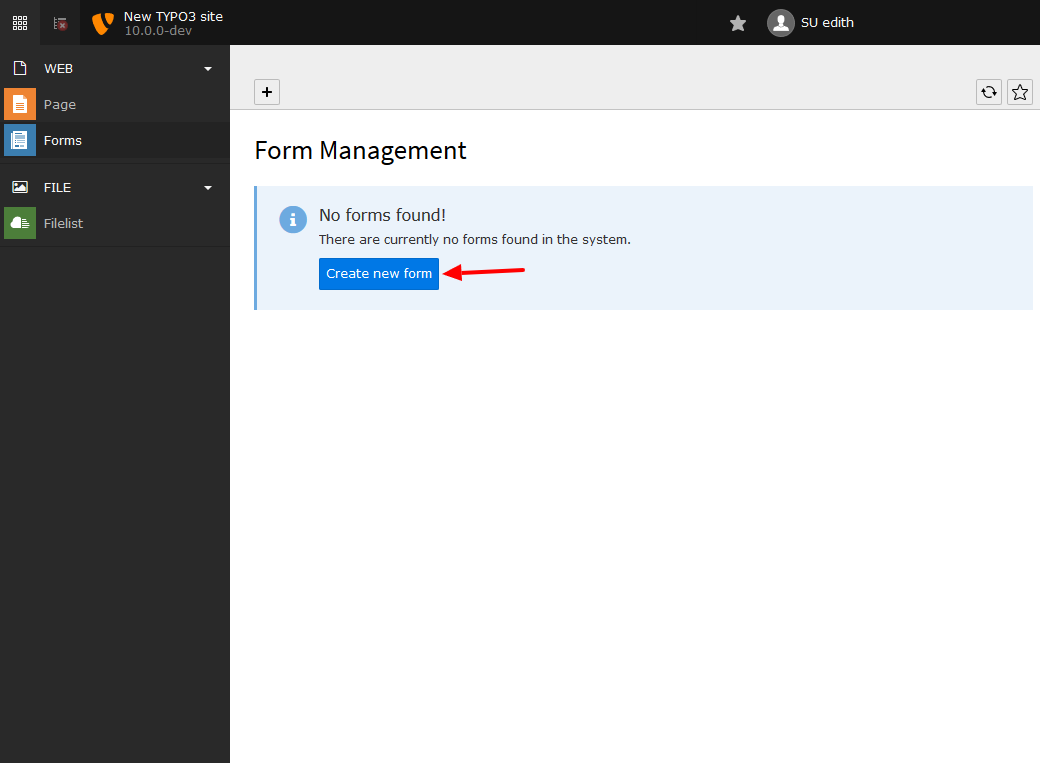 New TYPO3 site
10.0.0-dev
SU edith
WEB
Page
Forms
FILE
Filelist
Form Management
No forms found!
There are currently no forms found in the system.
Create new form